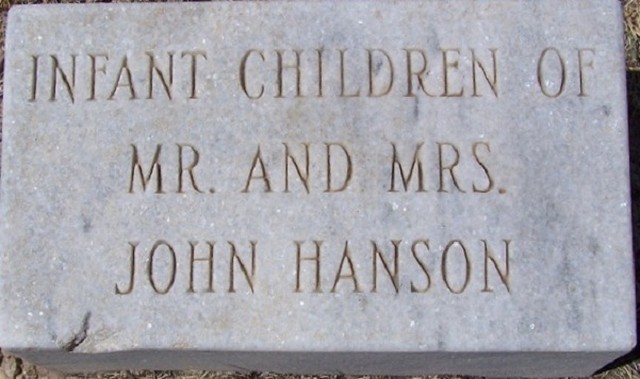 INFANT CHILDREN OF
MR. AND MRS.
JOHN HANSON